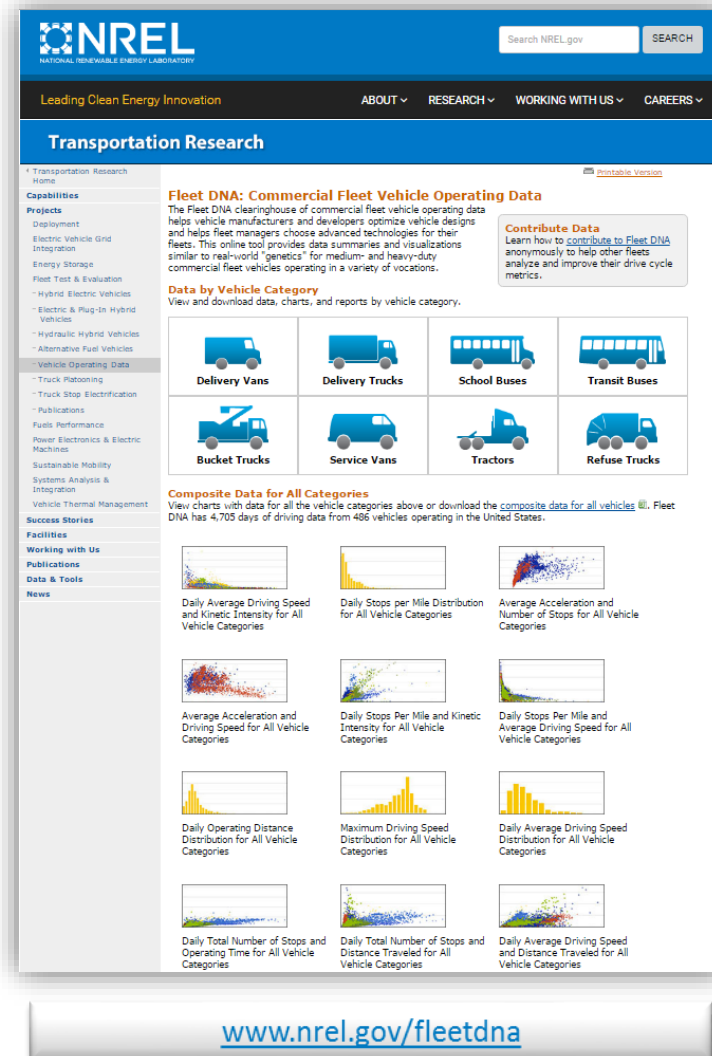 NREL
NATIONAL RENEWABLE ENERGY LABORATORY
Search NREL.gov
SEARCH
Leading Clean Energy Innovation
ABOUT
RESEARCH
WORKING WITH US
CAREERS
Transportation Research
Transportation Research
Home
Capabilities
Projects
Deployment
Electric Vehicle Grid
Integration
Energy Storage
Fleet Test & Evaluation
Hybrid Electric Vehicles
Electric & Plug-In Hybrid
Vehicles
Hydraulic Hybrid Vehicles
Alternative Fuel Vehicles
Vehicle Operating Data
Truck Platooning
Truck Stop Electrification
Publications
Fuels Performance
Power Electronics & Electric
Machines
Sustainable Mobility
Systems Analysis &
Integration
Vehicle Thermal Management
Success Stories
Facilities
Working with Us
Publications
Data & Tools
News
Printable Version
Fleet DNA: Commercial Fleet Vehicle Operating Data
The Fleet DNA clearinghouse of commercial fleet vehicle operating data
helps vehicle manufacturers and developers optimize vehicle designs
and helps fleet managers choose advanced technologies for their
fleets. This online tool provides data summaries and visualizations
similar to real-world "genetics" for medium- and heavy-duty
commercial fleet vehicles operating in a variety of vocations.
Contribute Data
Learn how to contribute to Fleet DNA
anonymously to help other fleets
analyze and improve their drive cycle
metrics.
Data by Vehicle Category
View and download data, charts, and reports by vehicle category.
Delivery Vans
Delivery Trucks
School Buses
Transit Buses
Bucket Trucks
Service Vans
Tractors
Refuse Trucks
Composite Data for All Categories
View charts with data for all the vehicle categories above or download the composite data for all vehicles. Fleet
DNA has 4,705 days of driving data from 486 vehicles operating in the United States.
Daily Average Driving Speed
and Kinetic Intensity for All
Vehicle Categories
Daily Stops per Mile Distribution
for All Vehicle Categories
Average Acceleration and
Number of Stops for All Vehicle
Categories
Average Acceleration and
Driving Speed for All Vehicle
Categories
Daily Stops Per Mile and Kinetic
Intensity for All Vehicle
Categories
Daily Stops Per Mile and
Average Driving Speed for All
Vehicle Categories
Daily Operating Distance
Distribution for All Vehicle
Categories
Maximum Driving Speed
Distribution for All Vehicle
Categories
Daily Average Driving Speed
Distribution for All Vehicle
Categories
Daily Total Number of Stops and
Operating Time for All Vehicle
Categories
Daily Total Number of Stops and
Distance Traveled for All
Vehicle Categories
Daily Average Driving Speed
and Distance Traveled for All
Vehicle Categories
www.nrel.gov/fleetdna